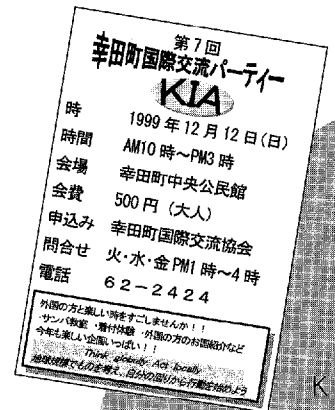 第7回
幸田町国際交流パーティー
KIA
時 1999年12月12日(日)
時間 AM10時~PM3時
会場 幸田町中央公民館
会費 500円(大人)
申込み 幸田町国際交流協会
問合せ 火・水・金PM1時~4時
電話 62-2424
外国の方と楽しい時をすごしませんか!!
・サンバ教室 ・着付体験 ・外国の方のお国紹介など
今年も楽しい企画いっぱい!!
Think globally Act locally
地球規模でものを考え、自分の回りから行動を始めよう
K